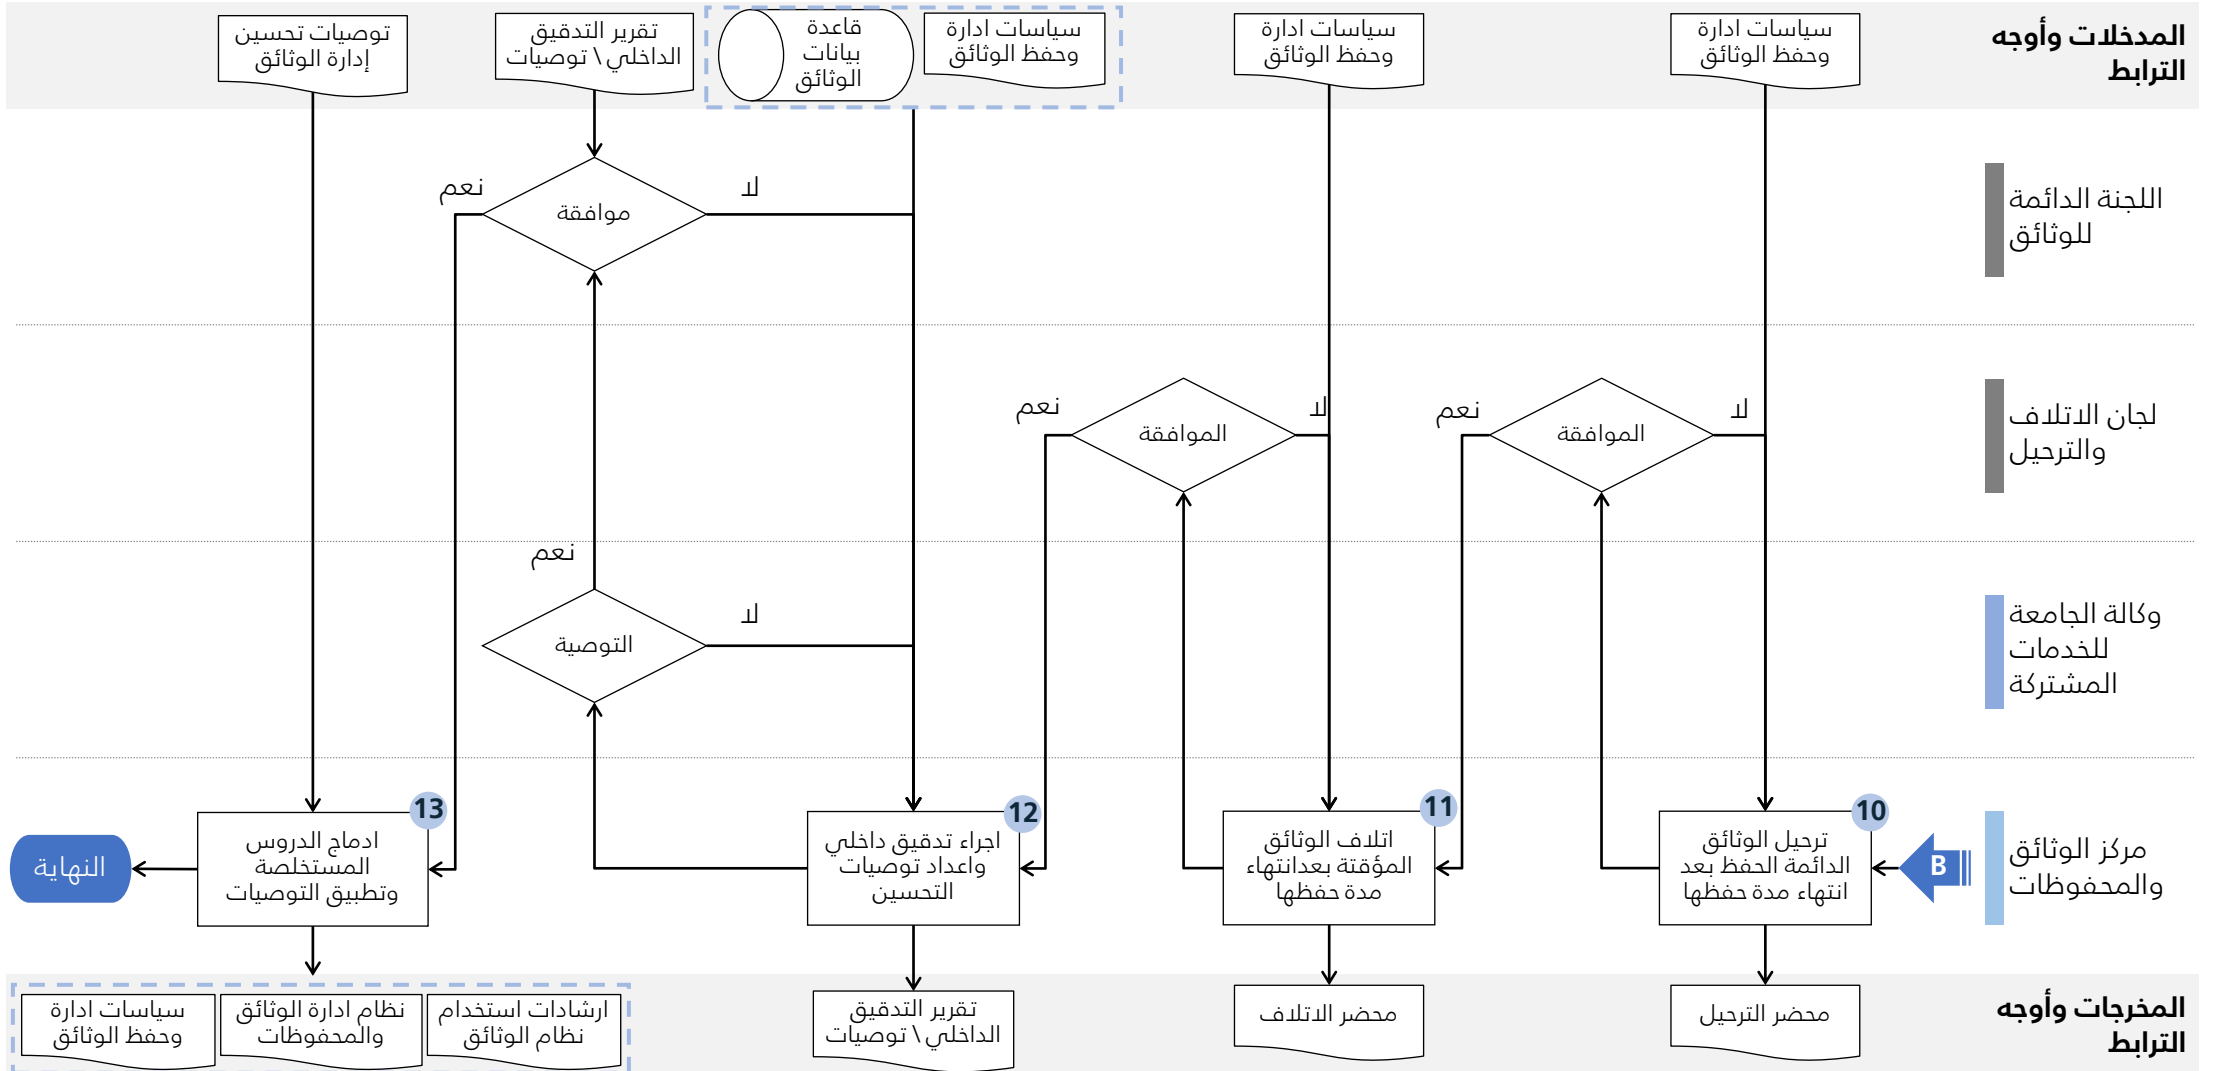 المدخلات وأوجه
الترابط
سياسات ادارة
وحفظ الوثائق
سياسات ادارة
وحفظ الوثائق
سياسات ادارة
وحفظ الوثائق
قاعدة
بيانات
الوثائق
تقرير التدقيق
الداخلي \ توصيات
توصيات تحسين
إدارة الوثائق
اللجنة الدائمة
للوثائق
لا
موافقة
نعم
لجان الاتلاف
والترحيل
لا
الموافقة
نعم
لا
الموافقة
نعم
وكالة الجامعة
للخدمات
المشتركة
نعم
لا
التوصية
مركز الوثائق
والمحفوظات
B
10
ترحيل الوثائق
الدائمة الحفظ بعد
انتهاء مدة حفظها
11
اتلاف الوثائق
المؤقتة بعدانتهاء
مدة حفظها
12
اجراء تدقيق داخلي
واعداد توصيات
التحسين
13
ادماج الدروس
المستخلصة
وتطبيق التوصيات
النهاية
المخرجات وأوجه
الترابط
محضر الترحيل
محضر الاتلاف
تقرير التدقيق
الداخلي \ توصيات
ارشادات استخدام
نظام الوثائق
نظام ادارة الوثائق
والمحفوظات
سياسات ادارة
وحفظ الوثائق